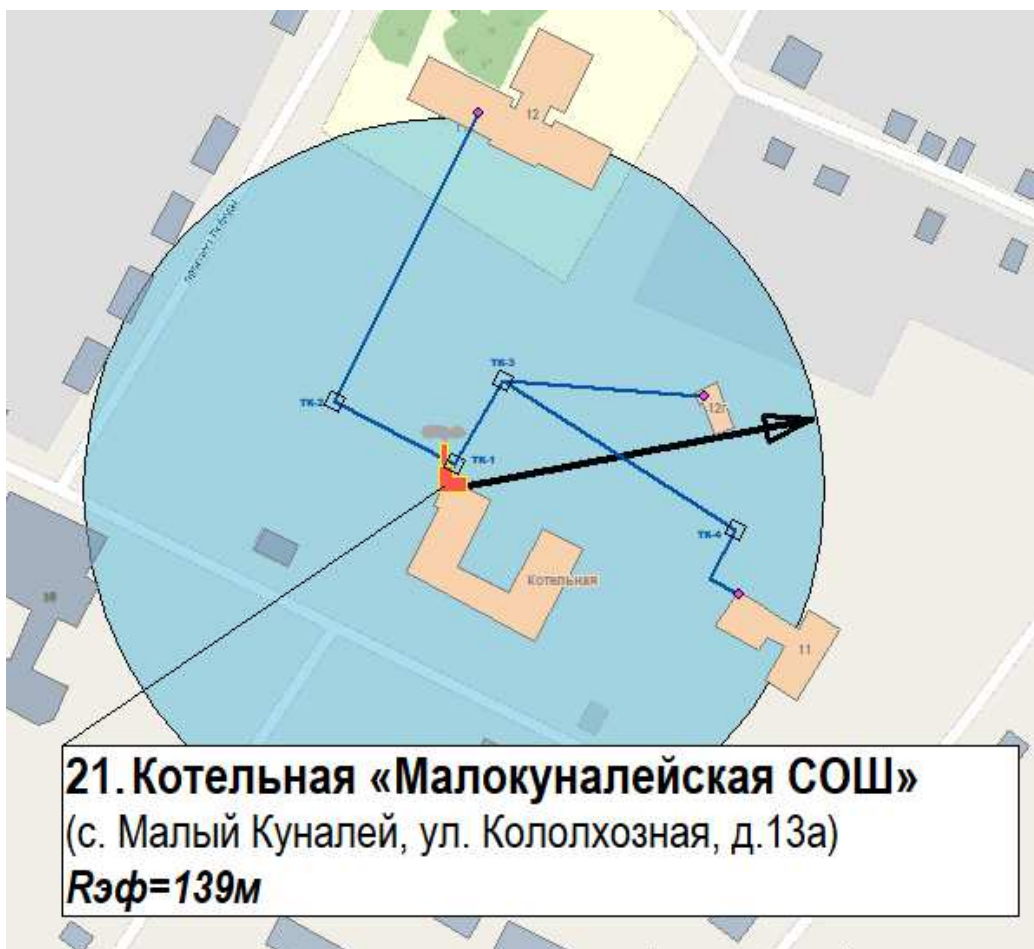 12
1
ТК-3
ТК-2
12г
ТК-1
ТК-4
Котельная
11
21. Котельная «Малокуналейская СОШ»
(с. Малый Куналей, ул. Кололхозная, д.13а)
Rэф=139м